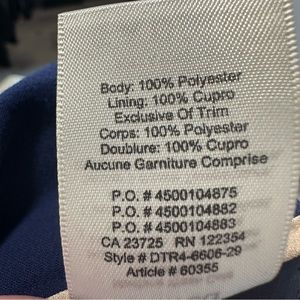 Body: 100% Polyester
Lining: 100% Cupro
Exclusive Of Trim
Corps: 100% Polyester
Doublure: 100% Cupro
Aucune Garniture Comprise
P.O. # 4500104875
P.O. # 4500104882
P.O. # 4500104883
CA 23725 RN 122354
Style # DTR4-6606-29
Article # 60355